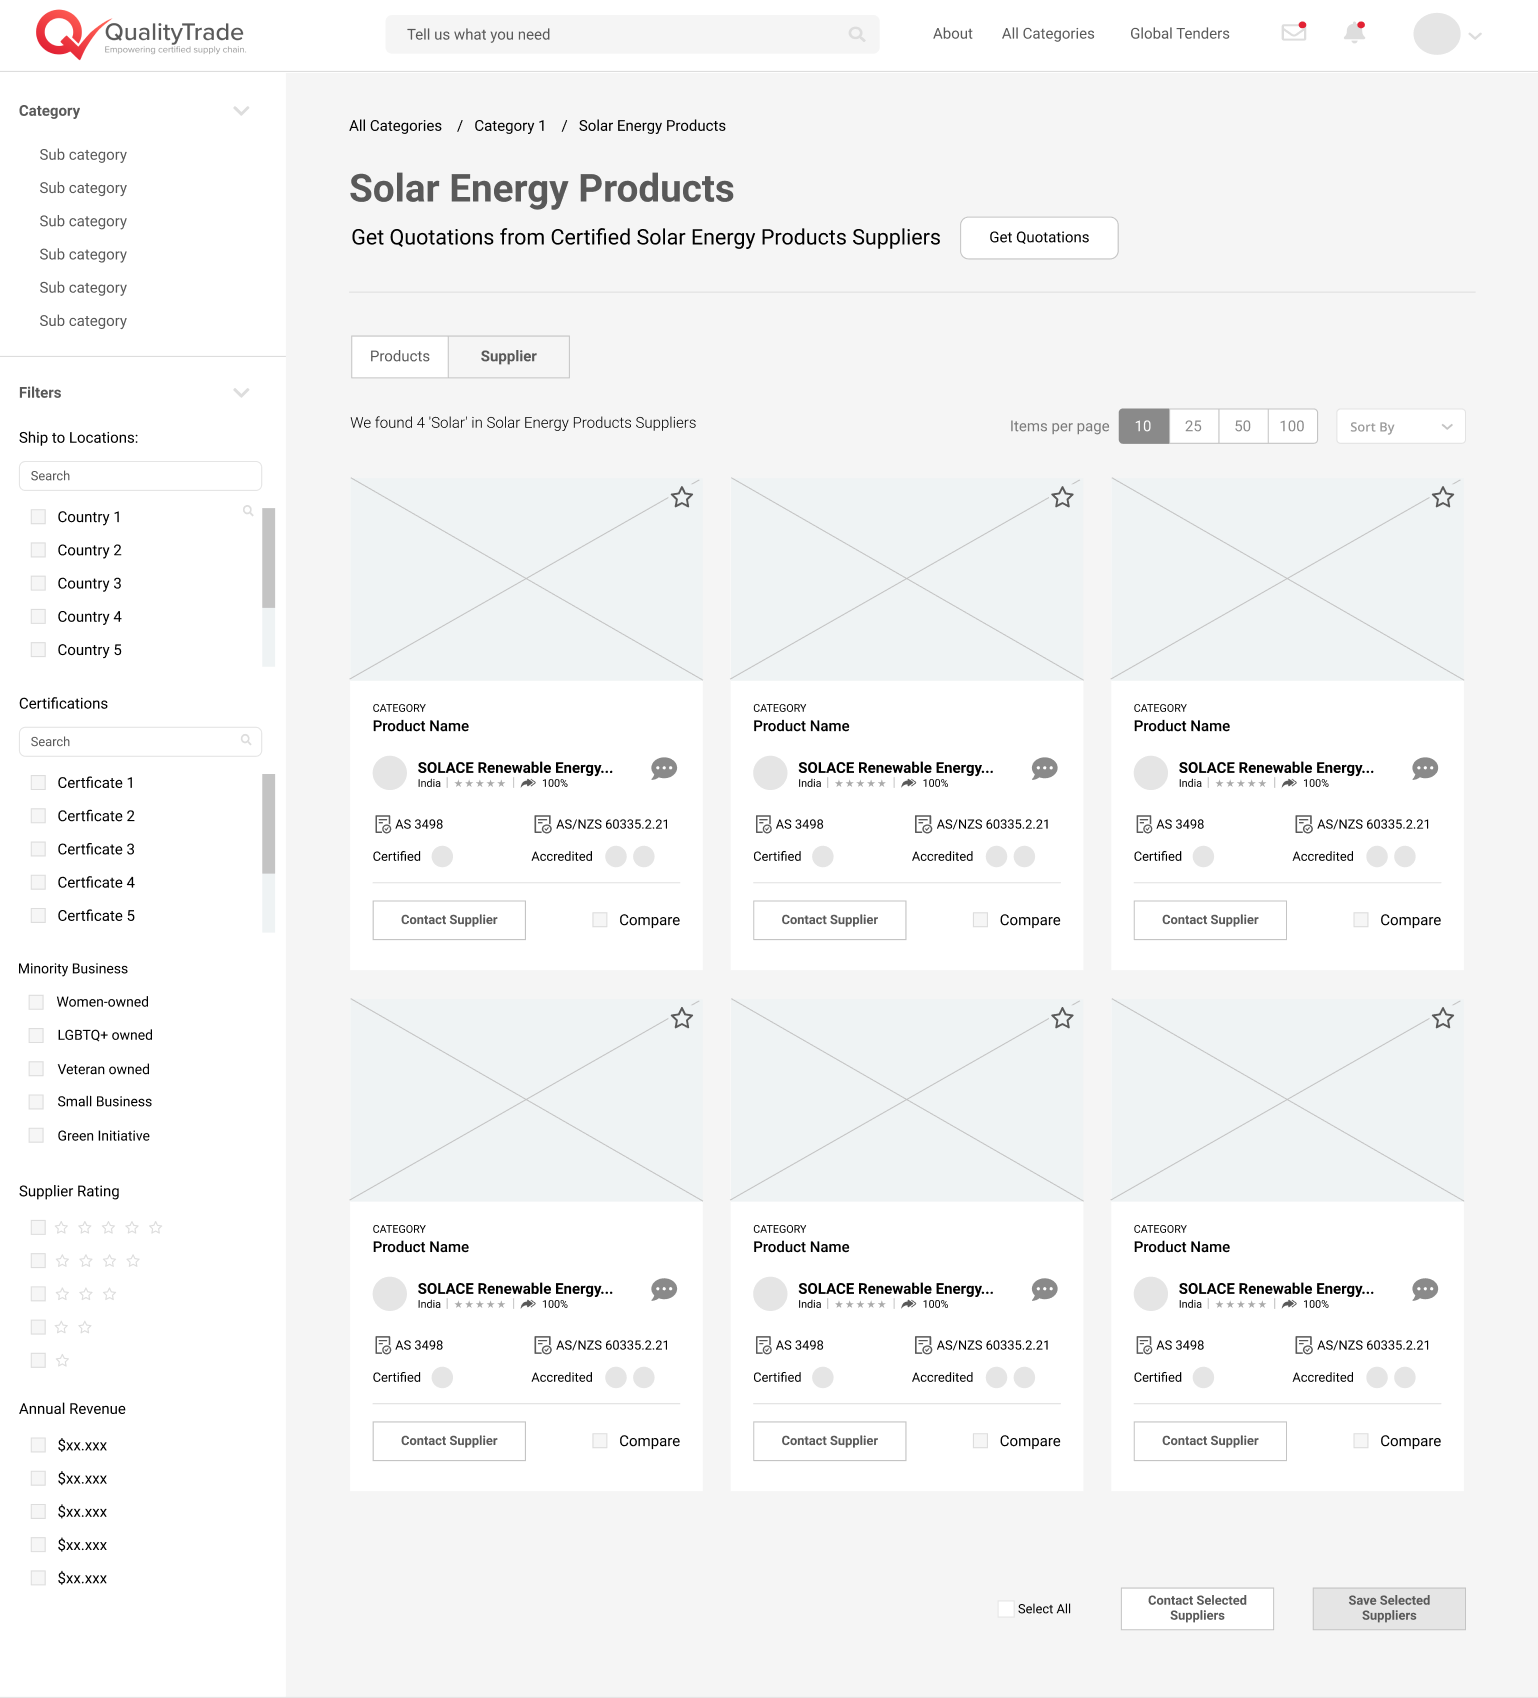 QualityTrade
Empowering certified supply chain.
Tell us what you need
About
All Categories
Global Tenders
Category
Sub category
Sub category
Sub category
Sub category
Sub category
Sub category
Filters
Ship to Locations:
Search
Country 1
Country 2
Country 3
Country 4
Country 5
Certifications
Search
Certficate 1
Certficate 2
Certficate 3
Certficate 4
Certficate 5
Minority Business
Women-owned
LGBTQ+ owned
Veteran owned
Small Business
Green Initiative
Supplier Rating
Annual Revenue
$xx.xxx
$xx.xxx
$xx.xxx
$xx.xxx
$xx.xxx
All Categories / Category 1 / Solar Energy Products
Solar Energy Products
Get Quotations from Certified Solar Energy Products Suppliers
Get Quotations
Products
Supplier
We found 4 'Solar' in Solar Energy Products Suppliers
Items per page
10
25
50
100
Sort By
CATEGORY
Product Name
SOLACE Renewable Energy...
India
100%
AS 3498
AS/NZS 60335.2.21
Certified
Accredited
Contact Supplier
Compare
CATEGORY
Product Name
SOLACE Renewable Energy...
India
100%
AS 3498
AS/NZS 60335.2.21
Certified
Accredited
Contact Supplier
Compare
CATEGORY
Product Name
SOLACE Renewable Energy...
India
100%
AS 3498
AS/NZS 60335.2.21
Certified
Accredited
Contact Supplier
Compare
CATEGORY
Product Name
SOLACE Renewable Energy...
India
100%
AS 3498
AS/NZS 60335.2.21
Certified
Accredited
Contact Supplier
Compare
CATEGORY
Product Name
SOLACE Renewable Energy...
India
100%
AS 3498
AS/NZS 60335.2.21
Certified
Accredited
Contact Supplier
Compare
CATEGORY
Product Name
SOLACE Renewable Energy...
India
100%
AS 3498
AS/NZS 60335.2.21
Certified
Accredited
Contact Supplier
Compare
Select All
Contact Selected
Suppliers
Save Selected
Suppliers